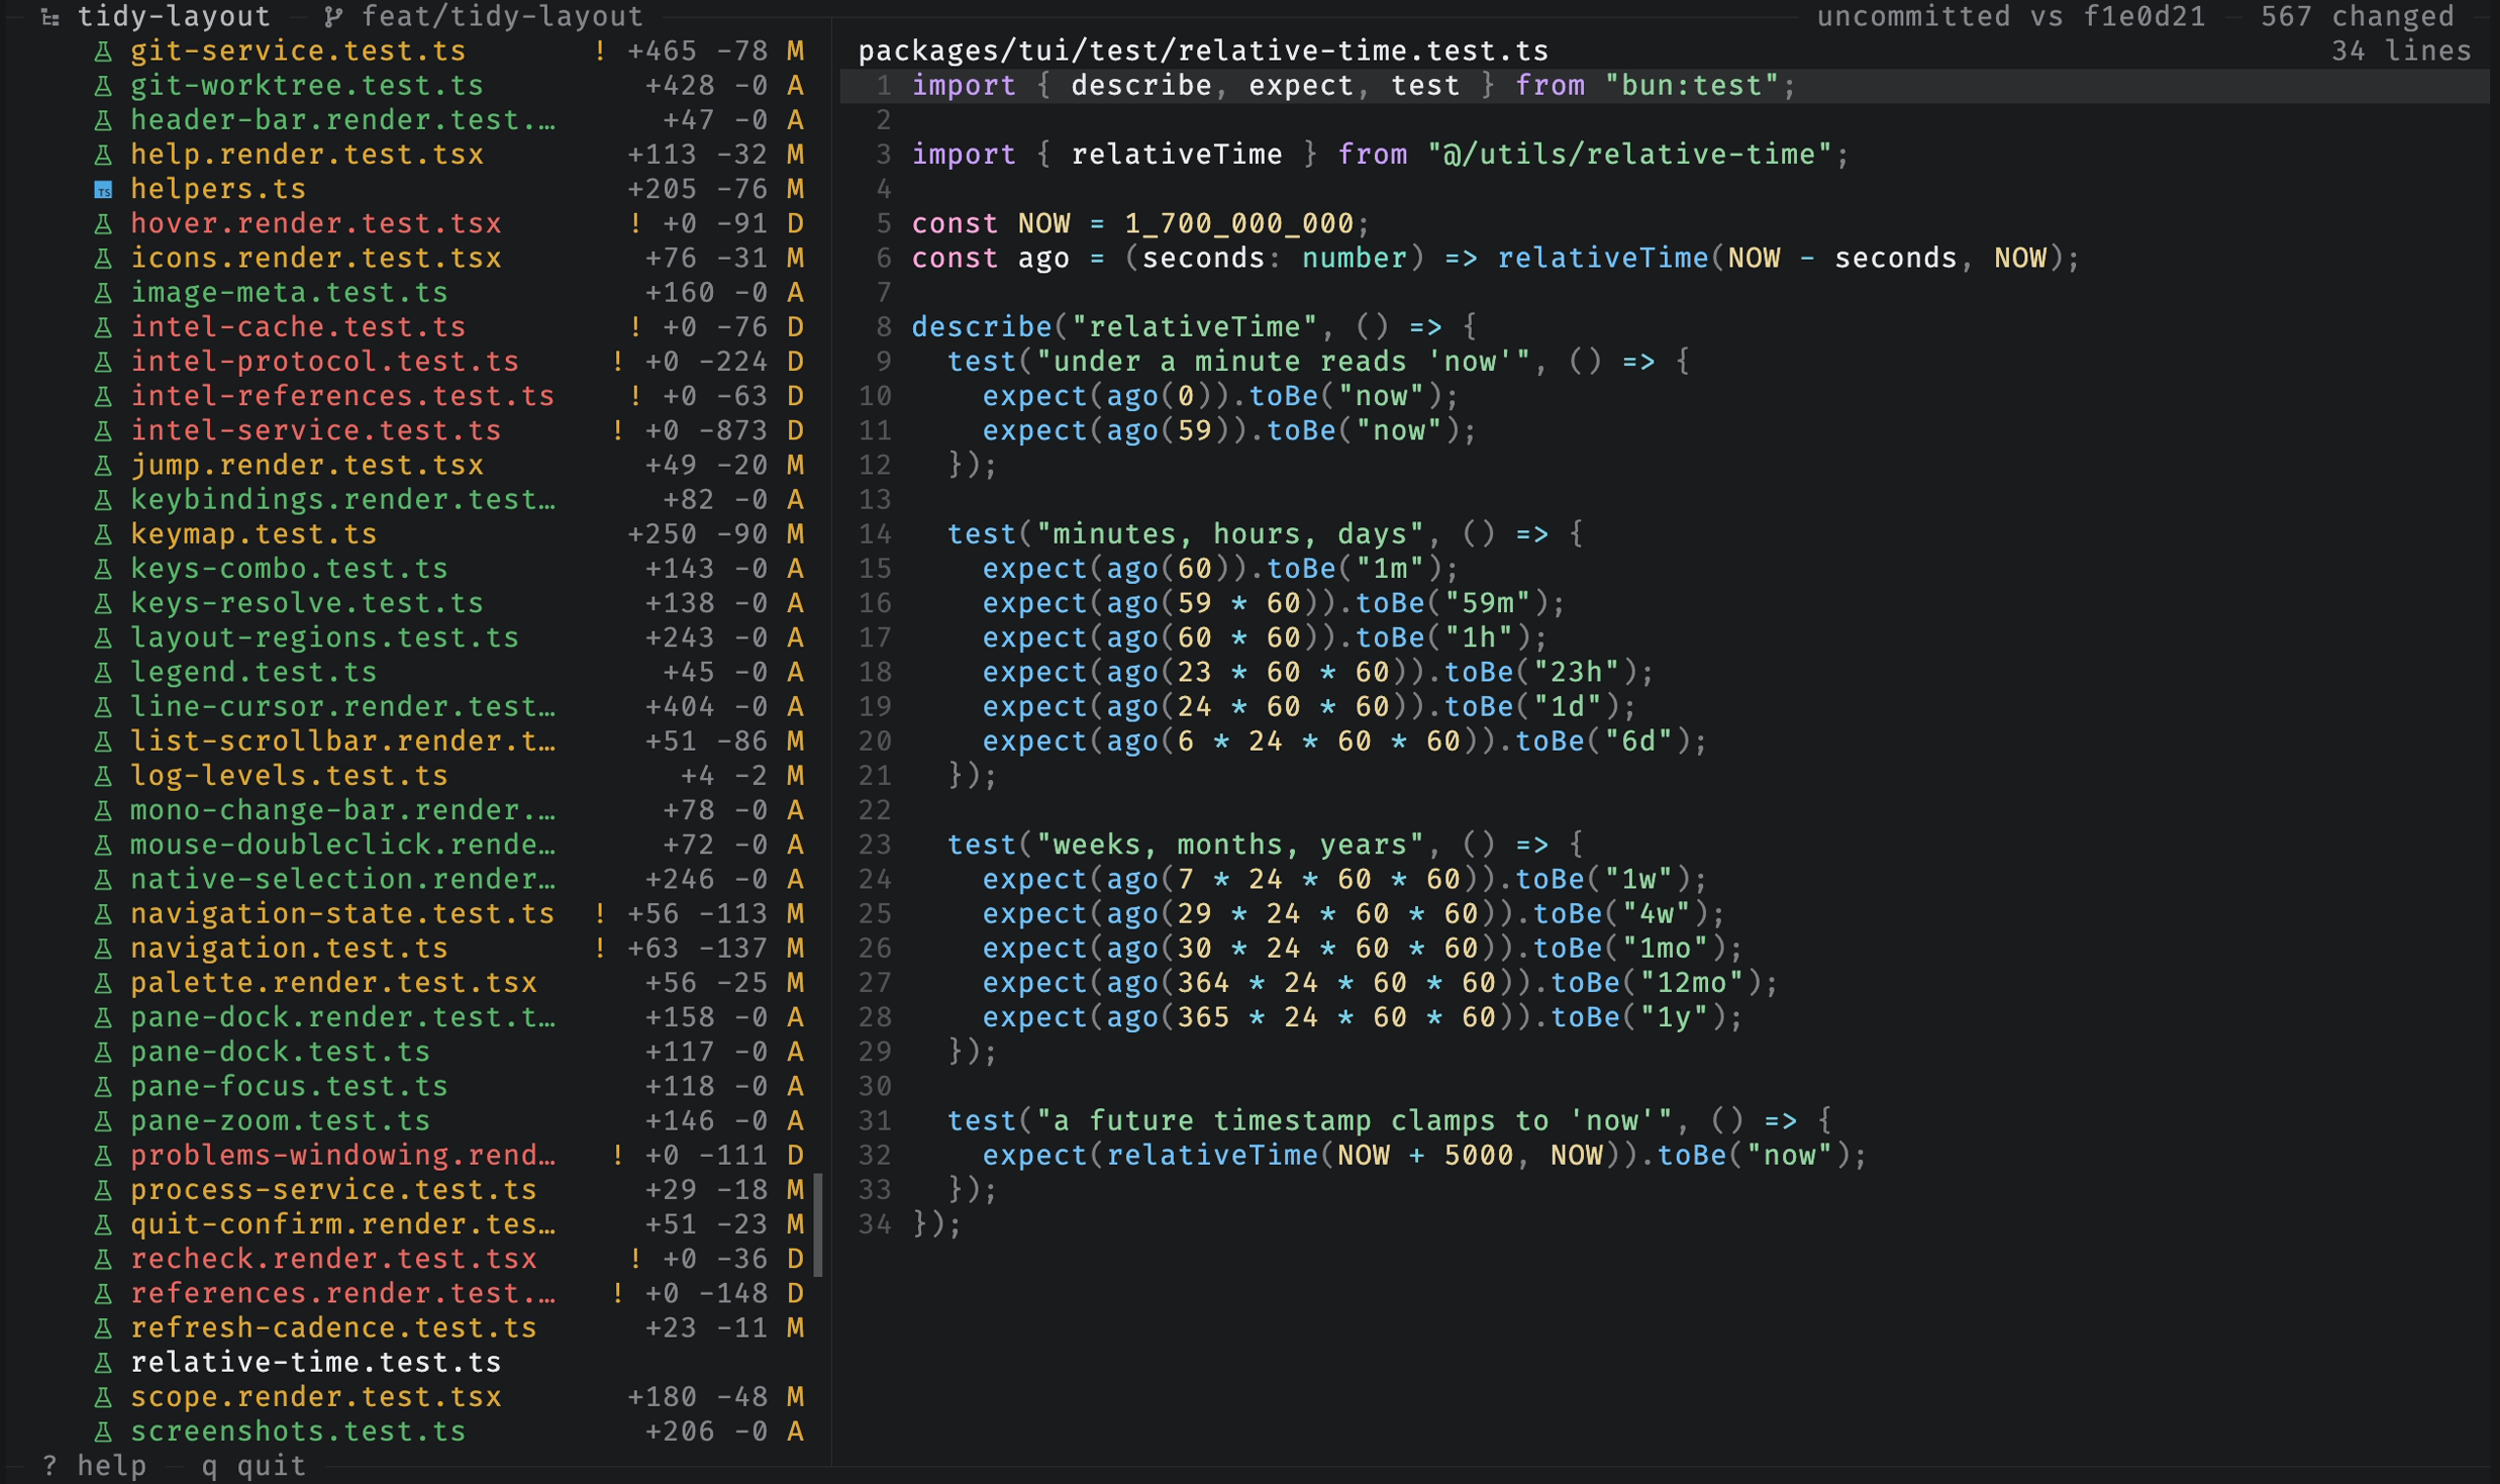 tidy-layout feat/tidy-layout uncommitted vs f1e0d21 567 changed
git-service.test.ts ! +465 -78 M
git-worktree.test.ts +428 -0 A
header-bar.render.test.… +47 -0 A
help.render.test.tsx +113 -32 M
TS helpers.ts +205 -76 M
hover.render.test.tsx ! +0 -91 D
icons.render.test.tsx +76 -31 M
image-meta.test.ts +160 -0 A
intel-cache.test.ts ! +0 -76 D
intel-protocol.test.ts ! +0 -224 D
intel-references.test.ts ! +0 -63 D
intel-service.test.ts ! +0 -873 D
jump.render.test.tsx +49 -20 M
keybindings.render.test… +82 -0 A
keymap.test.ts +250 -90 M
keys-combo.test.ts +143 -0 A
keys-resolve.test.ts +138 -0 A
layout-regions.test.ts +243 -0 A
legend.test.ts +45 -0 A
line-cursor.render.test… +404 -0 A
list-scrollbar.render.t… +51 -86 M
log-levels.test.ts +4 -2 M
mono-change-bar.render.… +78 -0 A
mouse-doubleclick.rende… +72 -0 A
native-selection.render… +246 -0 A
navigation-state.test.ts ! +56 -113 M
navigation.test.ts ! +63 -137 M
palette.render.test.tsx +56 -25 M
pane-dock.render.test.t… +158 -0 A
pane-dock.test.ts +117 -0 A
pane-focus.test.ts +118 -0 A
pane-zoom.test.ts +146 -0 A
problems-windowing.rend… ! +0 -111 D
process-service.test.ts +29 -18 M
quit-confirm.render.tes… +51 -23 M
recheck.render.test.tsx ! +0 -36 D
references.render.test.… ! +0 -148 D
refresh-cadence.test.ts +23 -11 M
relative-time.test.ts
scope.render.test.tsx +180 -48 M
screenshots.test.ts +206 -0 A
packages/tui/test/relative-time.test.ts 34 lines
1 import { describe, expect, test } from "bun:test";
2
3 import { relativeTime } from "@/utils/relative-time";
4
5 const NOW = 1_700_000_000;
6 const ago = (seconds: number) => relativeTime(NOW - seconds, NOW);
7
8 describe("relativeTime", () => {
9   test("under a minute reads 'now'", () => {
10     expect(ago(0)).toBe("now");
11     expect(ago(59)).toBe("now");
12   });
13
14   test("minutes, hours, days", () => {
15     expect(ago(60)).toBe("1m");
16     expect(ago(59 * 60)).toBe("59m");
17     expect(ago(60 * 60)).toBe("1h");
18     expect(ago(23 * 60 * 60)).toBe("23h");
19     expect(ago(24 * 60 * 60)).toBe("1d");
20     expect(ago(6 * 24 * 60 * 60)).toBe("6d");
21   });
22
23   test("weeks, months, years", () => {
24     expect(ago(7 * 24 * 60 * 60)).toBe("1w");
25     expect(ago(29 * 24 * 60 * 60)).toBe("4w");
26     expect(ago(30 * 24 * 60 * 60)).toBe("1mo");
27     expect(ago(364 * 24 * 60 * 60)).toBe("12mo");
28     expect(ago(365 * 24 * 60 * 60)).toBe("1y");
29   });
30
31   test("a future timestamp clamps to 'now'", () => {
32     expect(relativeTime(NOW + 5000, NOW)).toBe("now");
33   });
34 });
? help q quit